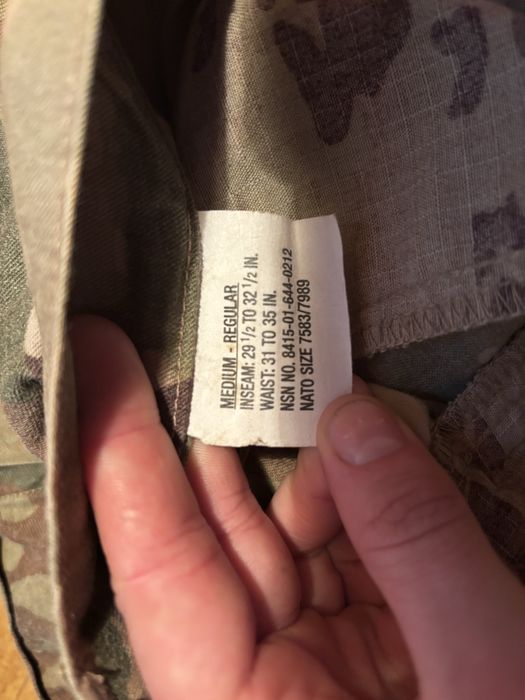 MEDIUM - REGULAR
INSEAM: 29 1/2 TO 32 1/2 IN.
WAIST: 31 TO 35 IN.
NSN NO. 8415-01-644-0212
NATO SIZE 7583/7989